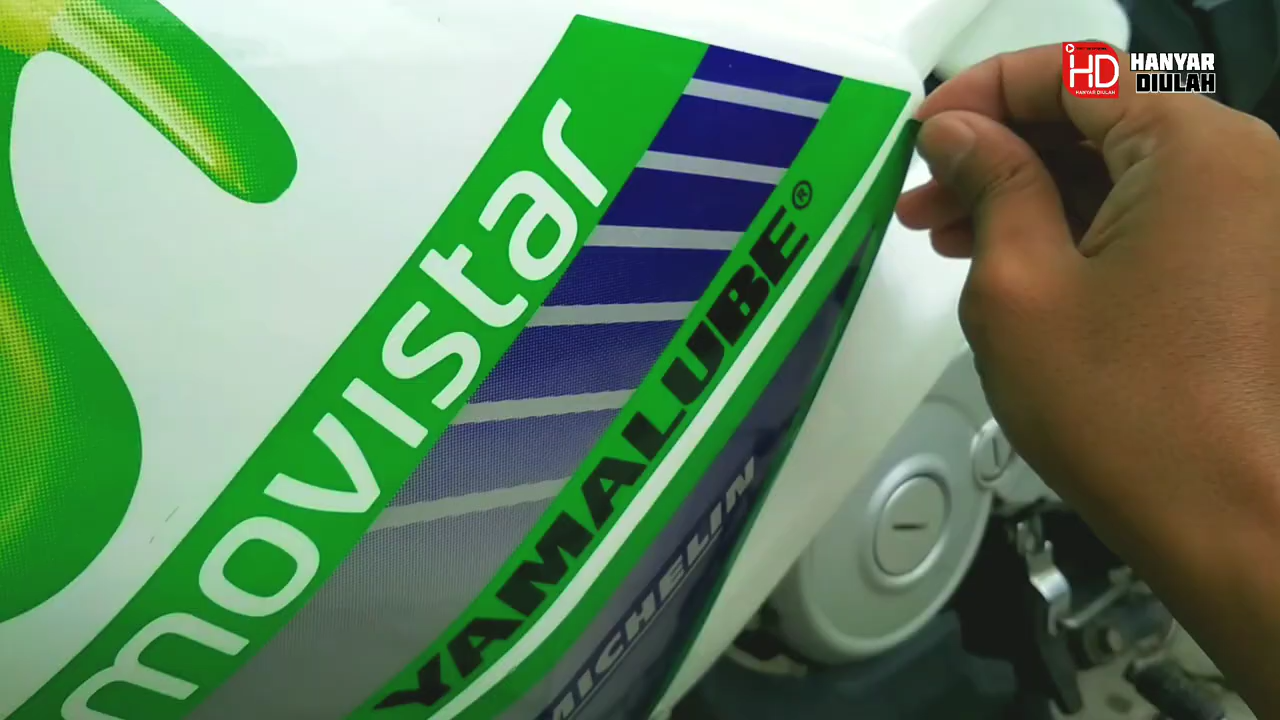 movistar
YAMALUBE®
MICHELIN
HD
HANYAR DIULAH
HANYAR
DIULAH